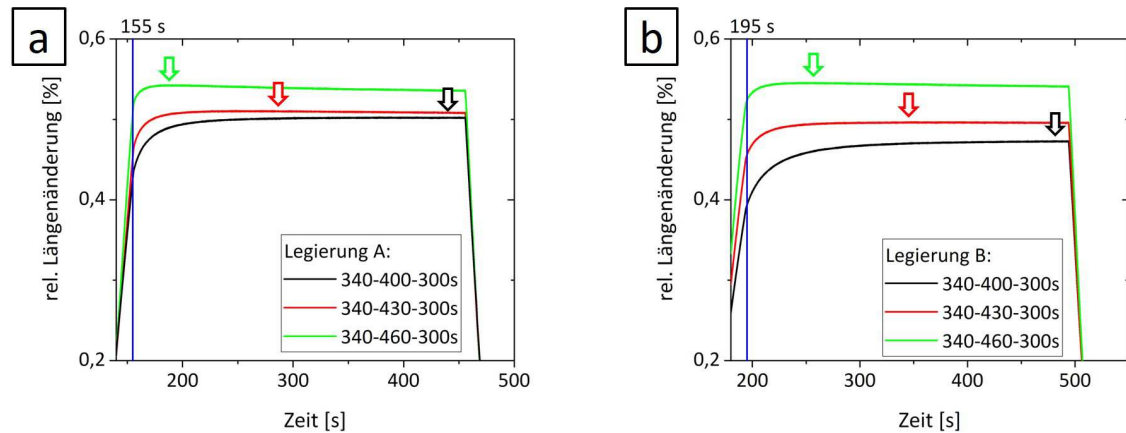 a
155 s
0,6
0,4
0,2
rel. Längenänderung [%]
200
300
400
500
Zeit [s]
Legierung A:
340-400-300s
340-430-300s
340-460-300s
b
195 s
0,6
0,4
0,2
rel. Längenänderung [%]
200
300
400
500
Zeit [s]
Legierung B:
340-400-300s
340-430-300s
340-460-300s